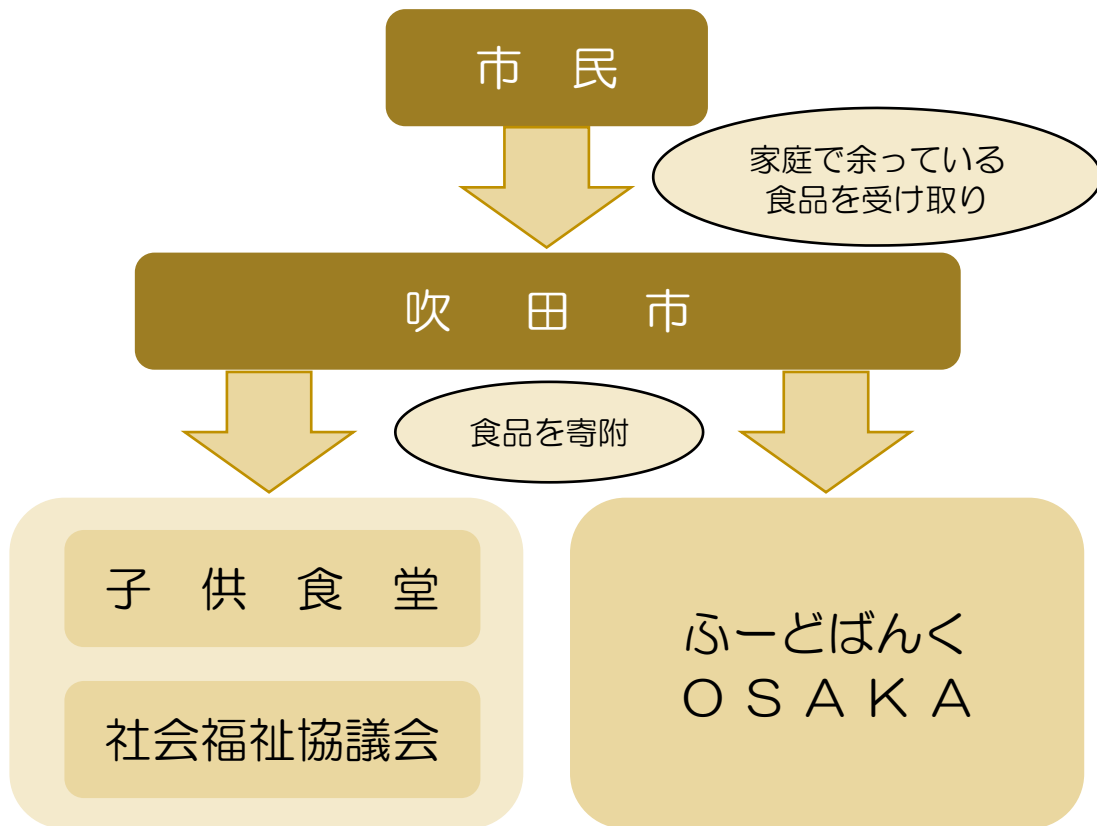 市　民
家庭で余っている
食品を受け取り
吹　田　市
食品を寄附
子　供　食　堂
社会福祉協議会
ふーどばんく
ＯＳＡＫＡ